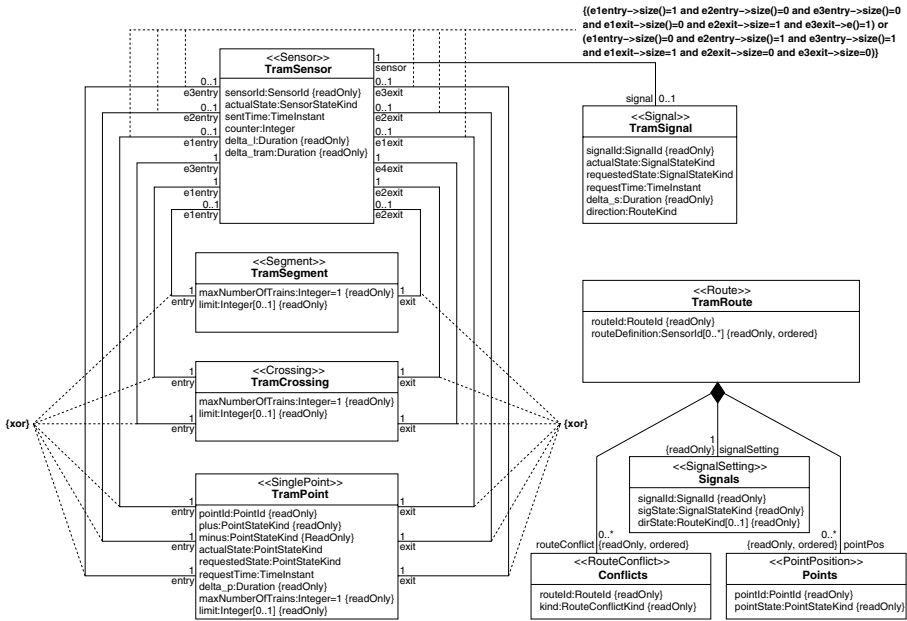 {(e1entry->size()=1 and e2entry->size()=0 and e3entry->size()=0
and e1exit->size()=0 and e2exit->size=1 and e3exit->e()=1) or
(e1entry->size()=0 and e2entry->size()=1 and e3entry->size()=1
and e1exit->size=1 and e2exit->size=0 and e3exit->size=0)}
<<Sensor>>
TramSensor
sensorId:SensorId {readOnly}
actualState:SensorStateKind
sentTime:TimeInstant
counter:Integer
delta_l:Duration {readOnly}
delta_tram:Duration {readOnly}
0..1
e3entry
0..1
e2entry
0..1
e1entry
1
e3entry
1
e1entry
0..1
e1entry
1
sensor
0..1
e3exit
0..1
e2exit
0..1
e1exit
1
e4exit
1
e2exit
0..1
e2exit
signal 0..1
<<Signal>>
TramSignal
signalId:SignalId {readOnly}
actualState:SignalStateKind
requestedState:SignalStateKind
requestTime:TimeInstant
delta_s:Duration {readOnly}
direction:RouteKind
<<Segment>>
TramSegment
maxNumberOfTrains:Integer=1 {readOnly}
limit:Integer[0..1] {readOnly}
1
entry
1
exit
<<Crossing>>
TramCrossing
maxNumberOfTrains:Integer=1 {readOnly}
limit:Integer[0..1] {readOnly}
1
entry
1
entry
1
exit
1
exit
{xor}
{xor}
<<SinglePoint>>
TramPoint
pointId:PointId {readOnly}
plus:PointStateKind {readOnly}
minus:PointStateKind {ReadOnly}
actualState:PointStateKind
requestedState:PointStateKind
requestTime:TimeInstant
delta_p:Duration {readOnly}
maxNumberOfTrains:Integer=1 {readOnly}
limit:Integer[0..1] {readOnly}
1
entry
1
entry
1
entry
1
exit
1
exit
1
exit
<<Route>>
TramRoute
routeId:RouteId {readOnly}
routeDefinition:SensorId[0..*] {readOnly, ordered}
1
{readOnly} signalSetting
<<SignalSetting>>
Signals
signalId:SignalId {readOnly}
sigState:SignalStateKind {readOnly}
dirState:RouteKind[0..1] {readOnly}
0..*
routeConflict {readOnly, ordered}
0..*
{readOnly, ordered} pointPos
<<RouteConflict>>
Conflicts
routeId:RouteId {readOnly}
kind:RouteConflictKind {readOnly}
<<PointPosition>>
Points
pointId:PointId {readOnly}
pointState:PointStateKind {readOnly}